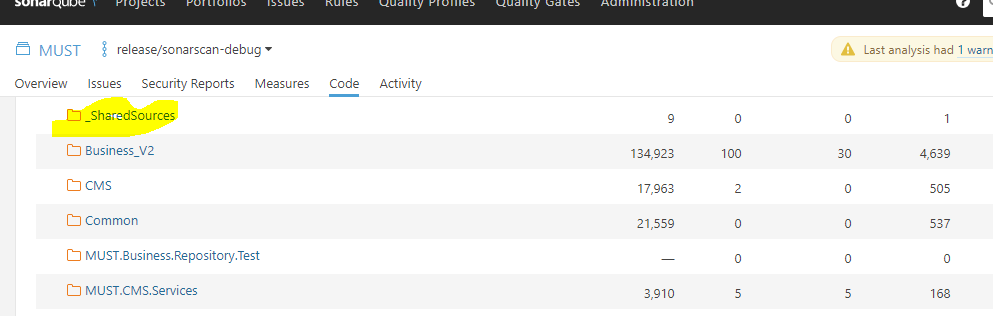 sonarQube Projects Portfolios Issues Rules Quality Profiles Quality Gates Administration
MUST release/sonarscan-debug Last analysis had 1 warn
Overview Issues Security Reports Measures Code Activity
_SharedSources 9 0 0 1
Business_V2 134,923 100 30 4,639
CMS 17,963 2 0 505
Common 21,559 0 0 537
MUST.Business.Repository.Test — 0 0 0
MUST.CMS.Services 3,910 5 5 168